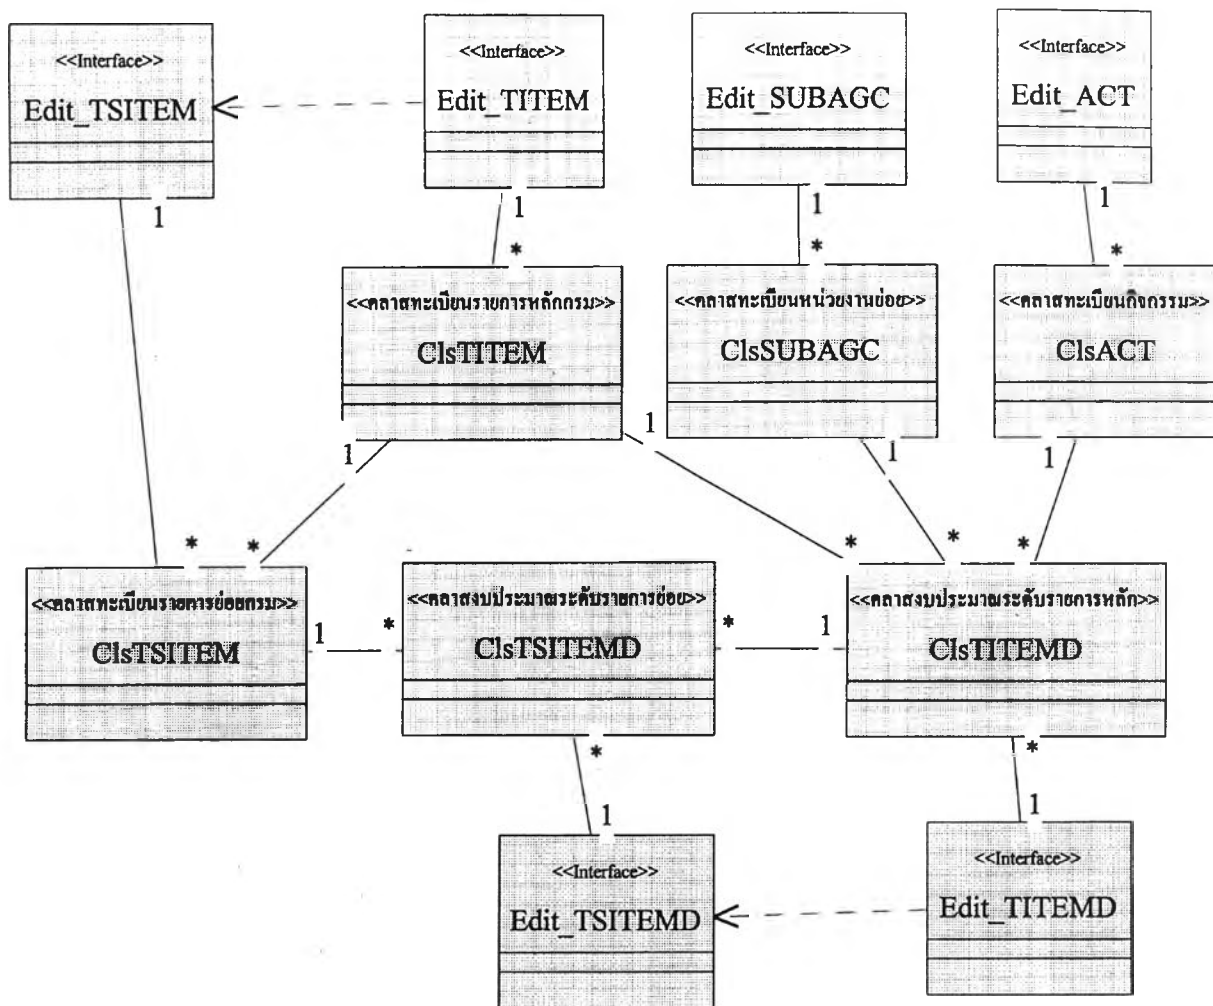 <<Interface>>
Edit_TSITEM
<<Interface>>
Edit_TITEM
<<Interface>>
Edit_SUBAGC
<<Interface>>
Edit_ACT
1
1
1
1
*
*
*
<<คลาสทะเบียนรายการหลักกรม>>
ClsTITEM
<<คลาสทะเบียนหน่วยงานย่อย>>
ClsSUBAGC
<<คลาสทะเบียนกิจกรรม>>
ClsACT
1
1
1
1
*
*
*
*
*
<<คลาสทะเบียนรายการย่อยกรม>>
ClsTSITEM
1
*
<<คลาสงบประมาณระดับรายการย่อย>>
ClsTSITEMD
*
1
<<คลาสงบประมาณระดับรายการหลัก>>
ClsTITEMD
*
*
1
1
<<Interface>>
Edit_TSITEMD
<<Interface>>
Edit_TITEMD